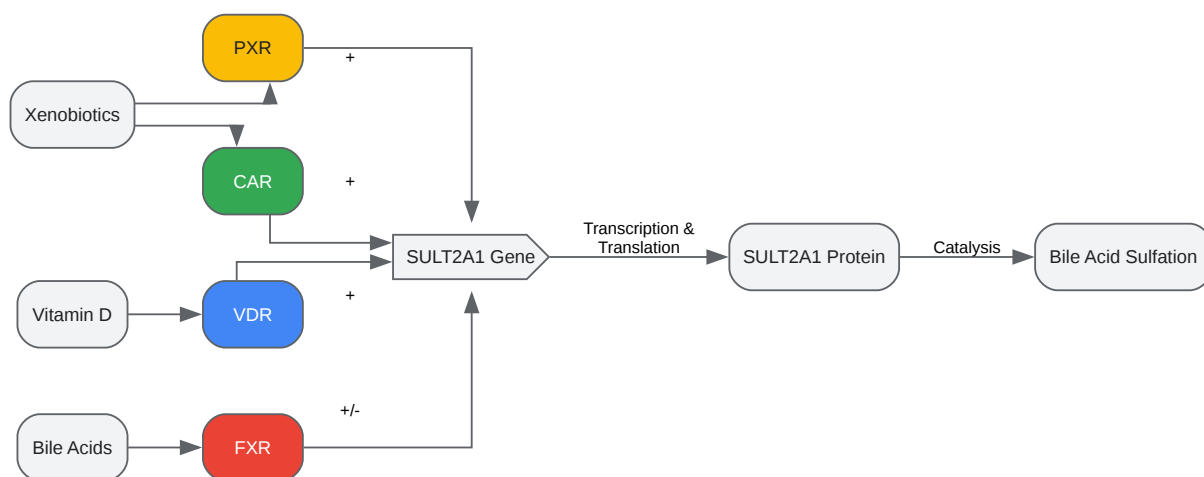 PXR
+
Xenobiotics
CAR
+
SULT2A1 Gene
Transcription &
Translation
SULT2A1 Protein
Catalysis
Bile Acid Sulfation
Vitamin D
VDR
+
Bile Acids
FXR
+/-